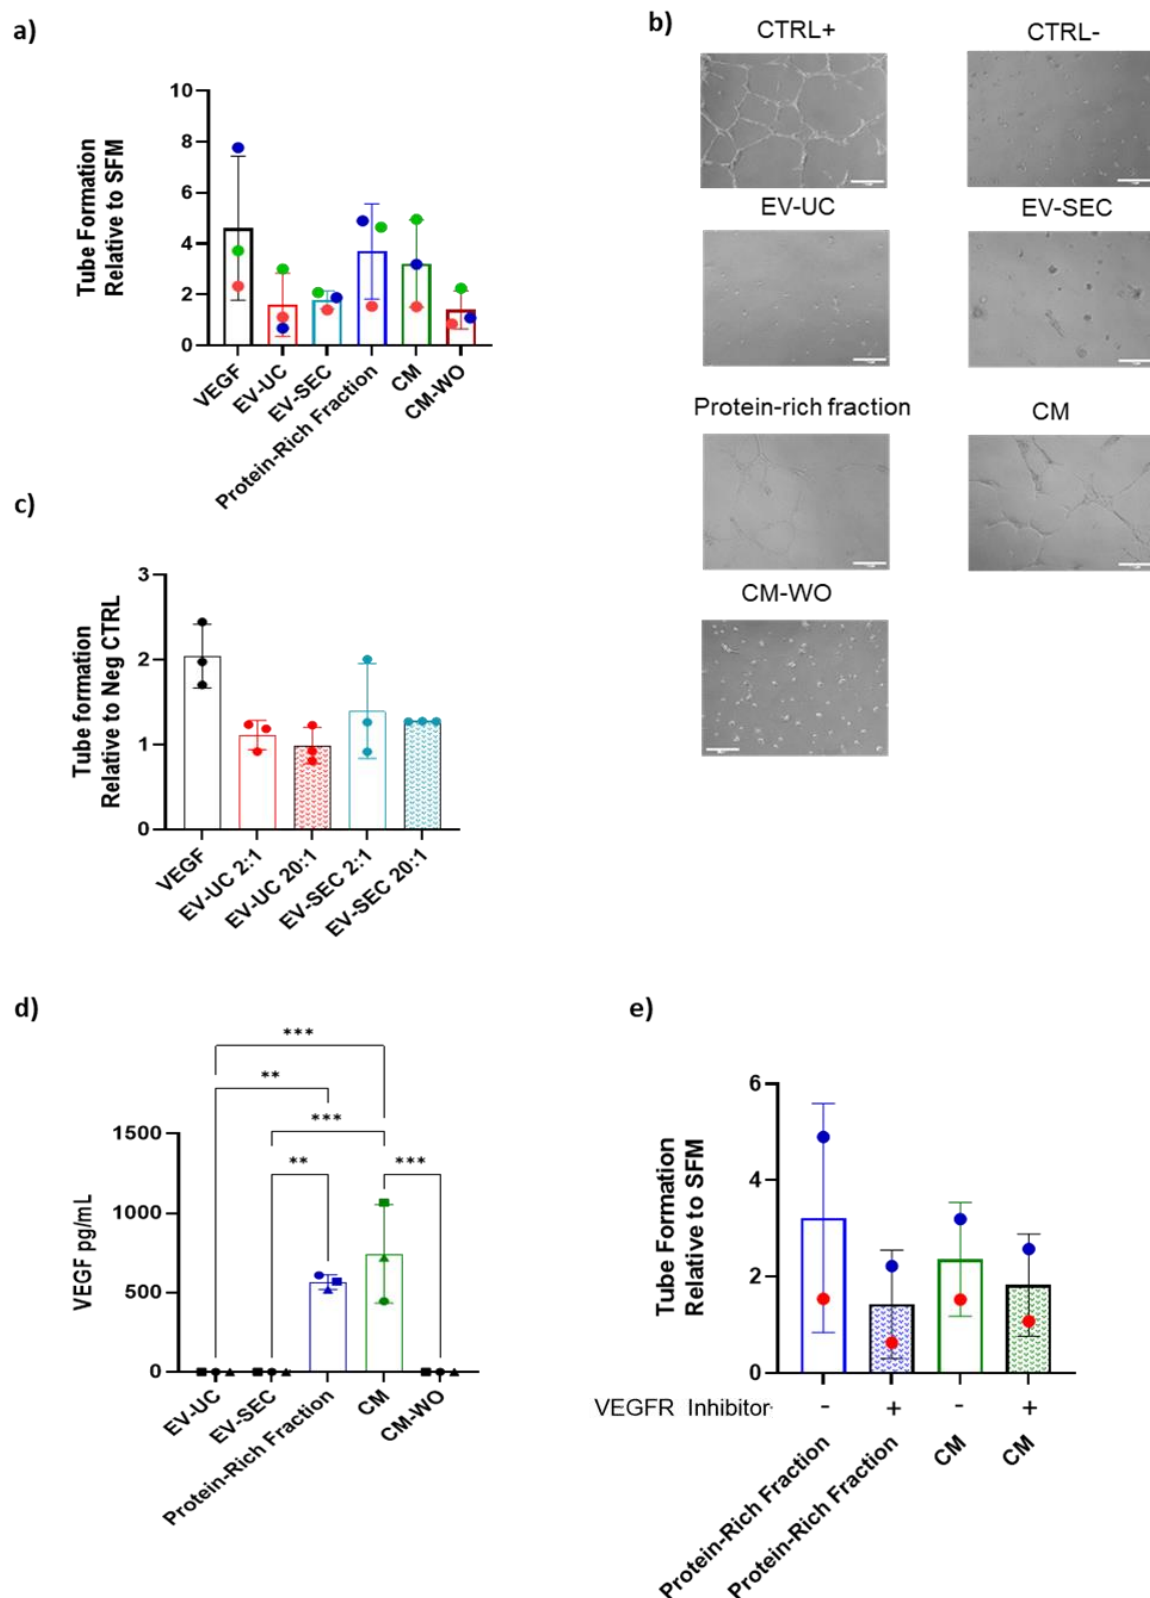 a)
Tube Formation
Relative to SFM
10
8
6
4
2
0
VEGF
EV-UC
EV-SEC
Protein-Rich Fraction
CM
CM-WO
b)
CTRL+
CTRL-
EV-UC
EV-SEC
Protein-rich fraction
CM
CM-WO
c)
Tube formation
Relative to Neg CTRL
3
2
1
0
VEGF
EV-UC 2:1
EV-UC 20:1
EV-SEC 2:1
EV-SEC 20:1
d)
***
**
***
**
***
VEGF pg/mL
1500
1000
500
0
EV-UC
EV-SEC
Protein-Rich Fraction
CM
CM-WO
e)
Tube Formation
Relative to SFM
6
4
2
0
VEGFR Inhibitor
- + - +
Protein-Rich Fraction
Protein-Rich Fraction
CM
CM